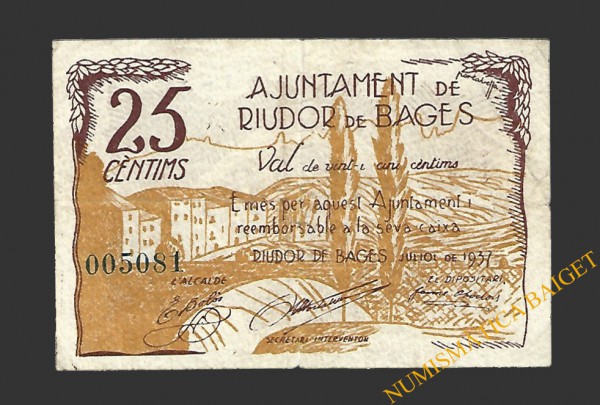 25
CÈNTIMS
AJUNTAMENT DE
RIUDOR DE BAGES
Val de vint-i cinc cèntims
Emès per aquest Ajuntament i
reemborsable a la seva caixa
RIUDOR DE BAGES JULIOL DE 1937
005081
L'ALCALDE
EL DIPOSITARI
SECRETARI INTERVENTOR
NUMISMATICA BAIGET